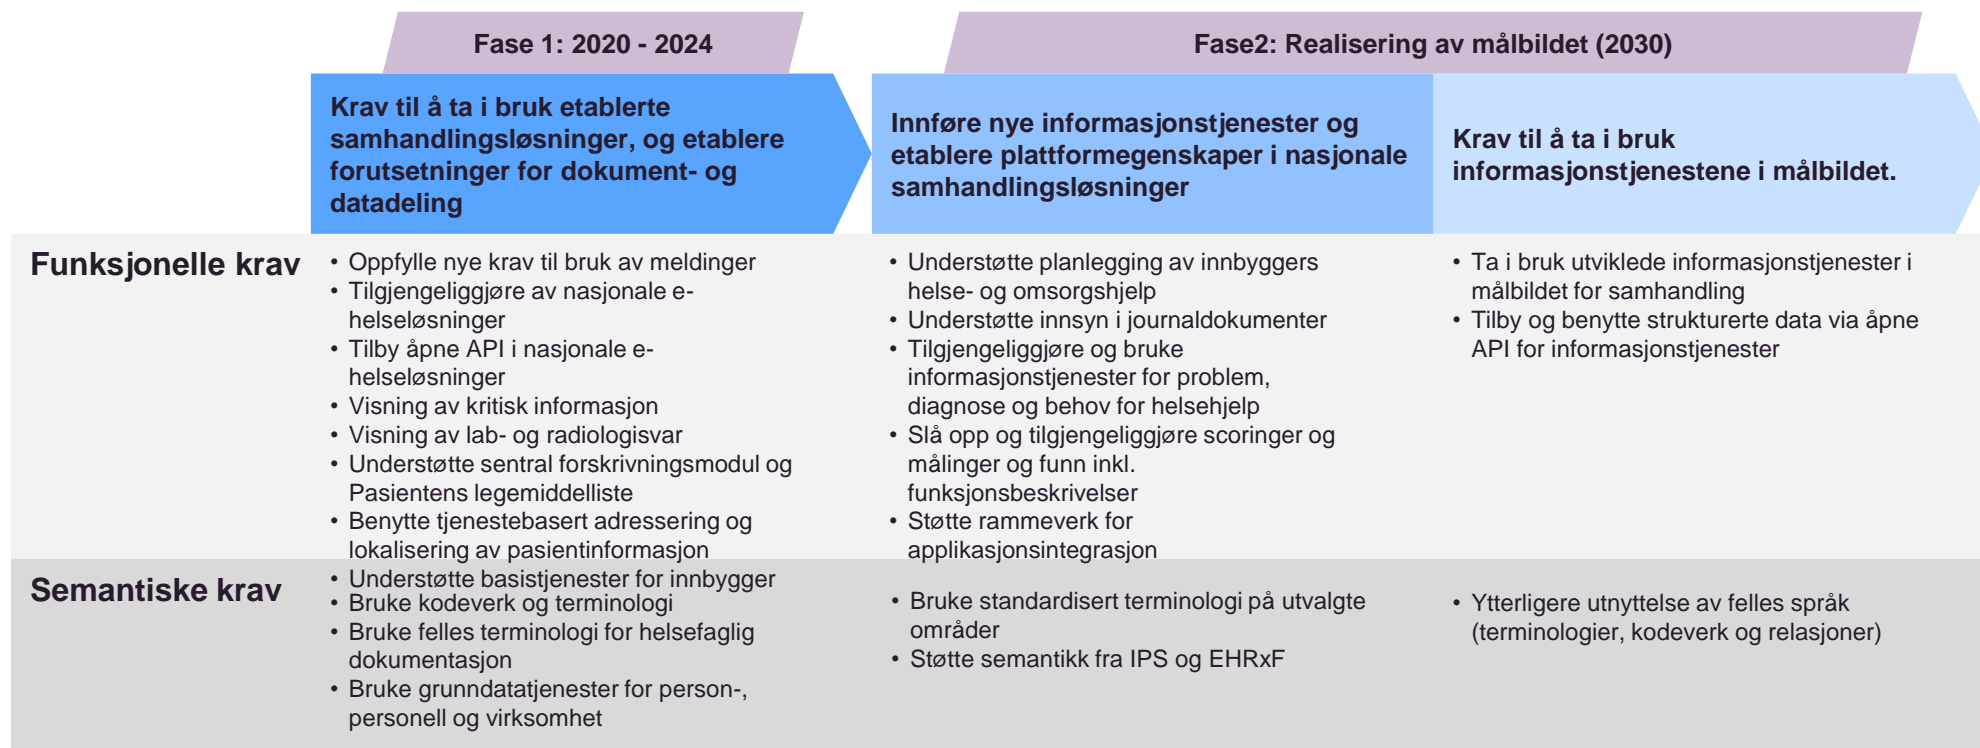 Fase 1: 2020 - 2024
Fase2: Realisering av målbildet (2030)
Krav til å ta i bruk etablerte
samhandlingsløsninger, og etablere
forutsetninger for dokument- og
datadeling
Innføre nye informasjonstjenester og
etablere plattformegenskaper i nasjonale
samhandlingsløsninger
Krav til å ta i bruk
informasjonstjenestene i målbildet.
Funksjonelle krav
• Oppfylle nye krav til bruk av meldinger
• Tilgjengeliggjøre av nasjonale e-
helseløsninger
• Tilby åpne API i nasjonale e-
helseløsninger
• Visning av kritisk informasjon
• Visning av lab- og radiologisvar
• Understøtte sentral forskrivningsmodul og
Pasientens legemiddelliste
• Benytte tjenestebasert adressering og
lokalisering av pasientinformasjon
• Understøtte basistjenester for innbygger
• Understøtte planlegging av innbyggers
helse- og omsorgshjelp
• Understøtte innsyn i journaldokumenter
• Tilgjengeliggjøre og bruke
informasjonstjenester for problem,
diagnose og behov for helsehjelp
• Slå opp og tilgjengeliggjøre scoringer og
målinger og funn inkl.
funksjonsbeskrivelser
• Støtte rammeverk for
applikasjonsintegrasjon
• Ta i bruk utviklede informasjonstjenester i
målbildet for samhandling
• Tilby og benytte strukturerte data via åpne
API for informasjonstjenester
Semantiske krav
• Bruke kodeverk og terminologi
• Bruke felles terminologi for helsefaglig
dokumentasjon
• Bruke grunndatatjenester for person-,
personell og virksomhet
• Bruke standardisert terminologi på utvalgte
områder
• Støtte semantikk fra IPS og EHRxF
• Ytterligere utnyttelse av felles språk
(terminologier, kodeverk og relasjoner)